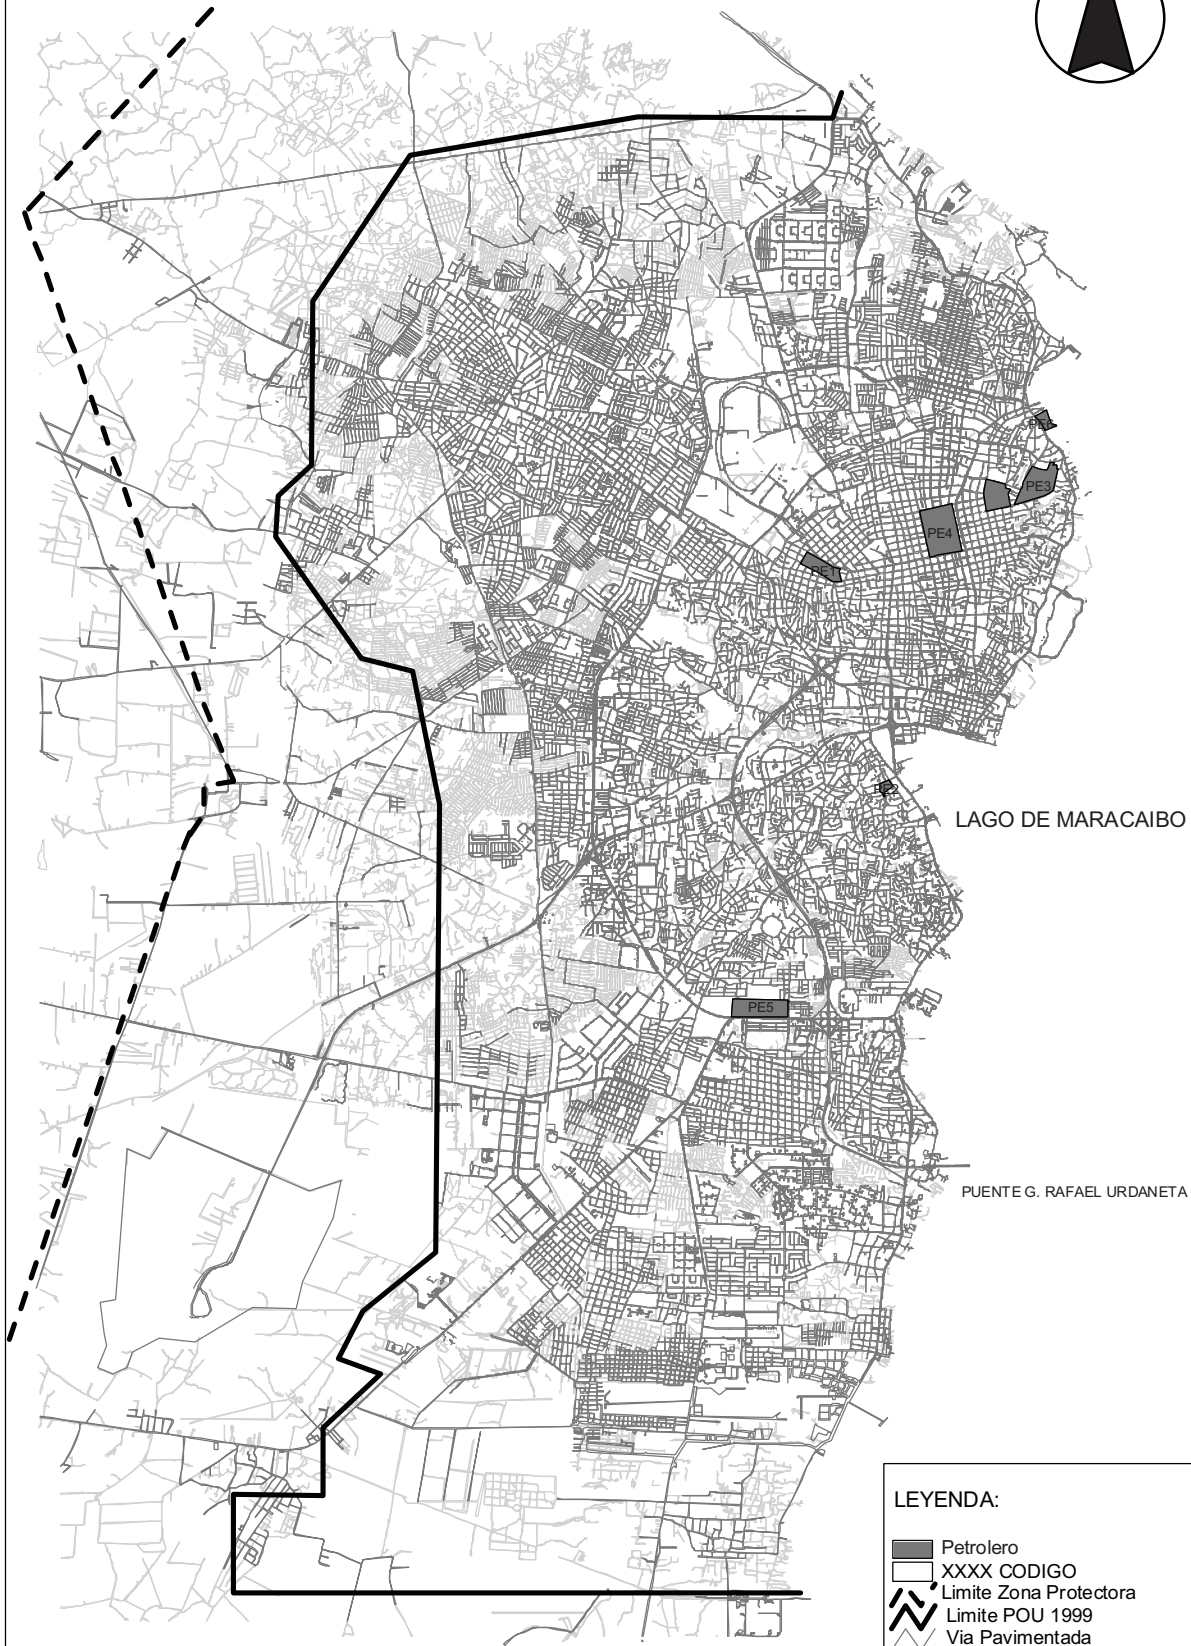 PE6
PE3
PE4
PE1
PE2
LAGO DE MARACAIBO
PE5
PUENTE G. RAFAEL URDANETA
LEYENDA:
Petrolero
XXXX CODIGO
Limite Zona Protectora
Limite POU 1999
Via Pavimentada